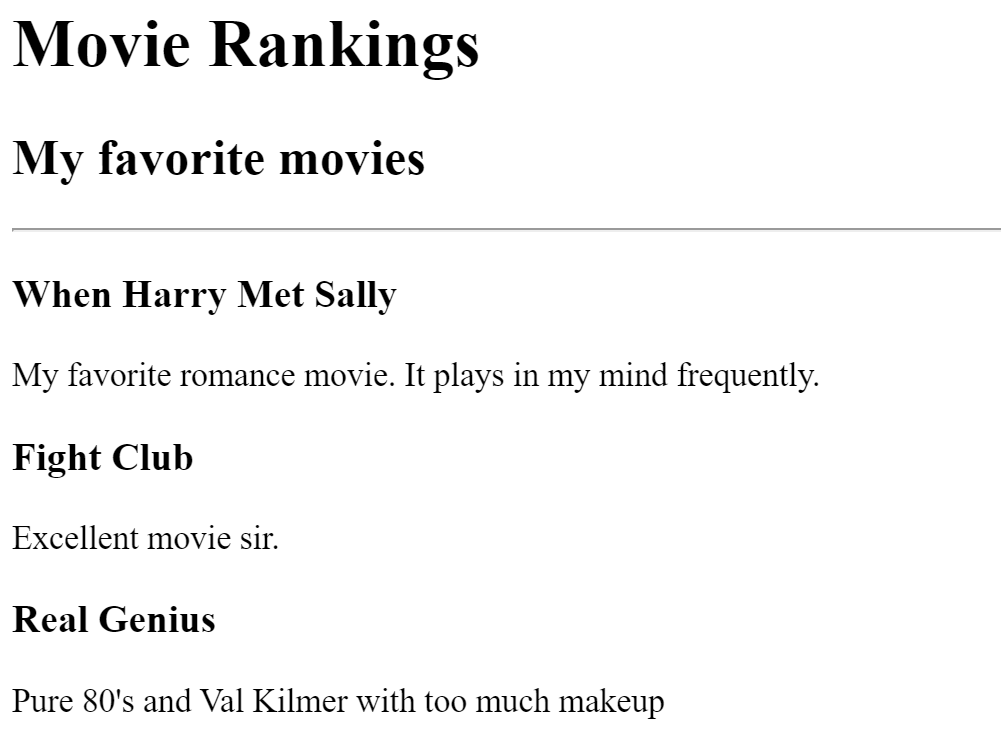 Movie Rankings
My favorite movies
When Harry Met Sally
My favorite romance movie. It plays in my mind frequently.
Fight Club
Excellent movie sir.
Real Genius
Pure 80's and Val Kilmer with too much makeup